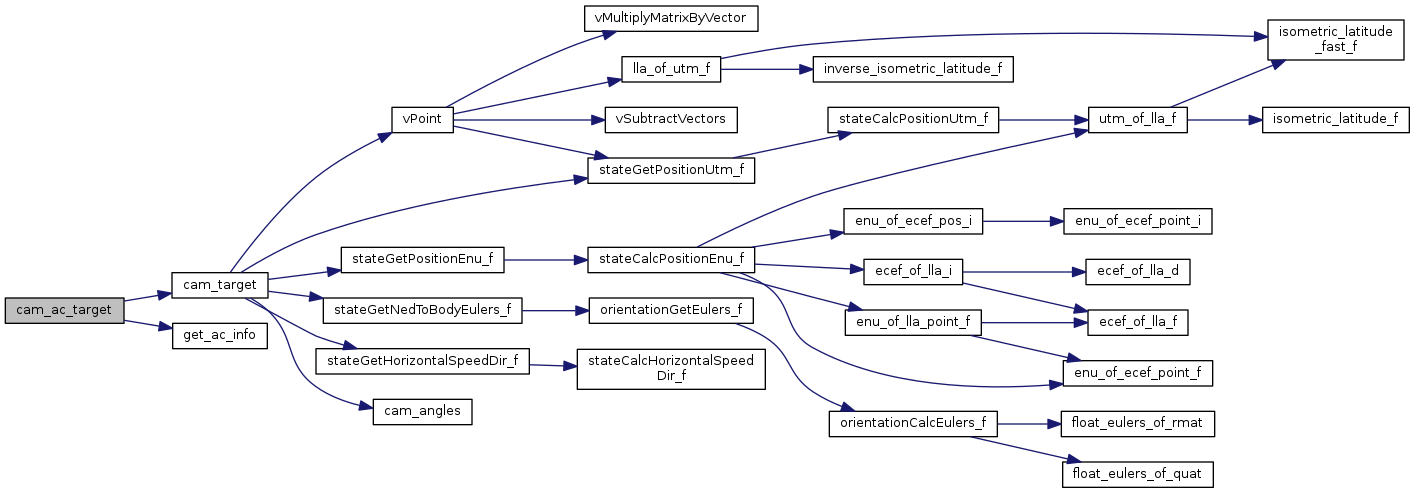 vMultiplyMatrixByVector
isometric_latitude
_fast_f
lla_of_utm_f
inverse_isometric_latitude_f
vPoint
vSubtractVectors
stateCalcPositionUtm_f
utm_of_lla_f
isometric_latitude_f
stateGetPositionUtm_f
enu_of_ecef_pos_i
enu_of_ecef_point_i
stateGetPositionEnu_f
stateCalcPositionEnu_f
cam_target
ecef_of_lla_i
ecef_of_lla_d
cam_ac_target
stateGetNedToBodyEulers_f
orientationGetEulers_f
enu_of_lla_point_f
ecef_of_lla_f
get_ac_info
stateGetHorizontalSpeedDir_f
stateCalcHorizontalSpeed
Dir_f
enu_of_ecef_point_f
cam_angles
orientationCalcEulers_f
float_eulers_of_rmat
float_eulers_of_quat